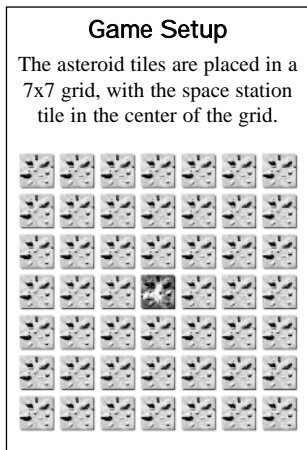 Game Setup
The asteroid tiles are placed in a
7x7 grid, with the space station
tile in the center of the grid.